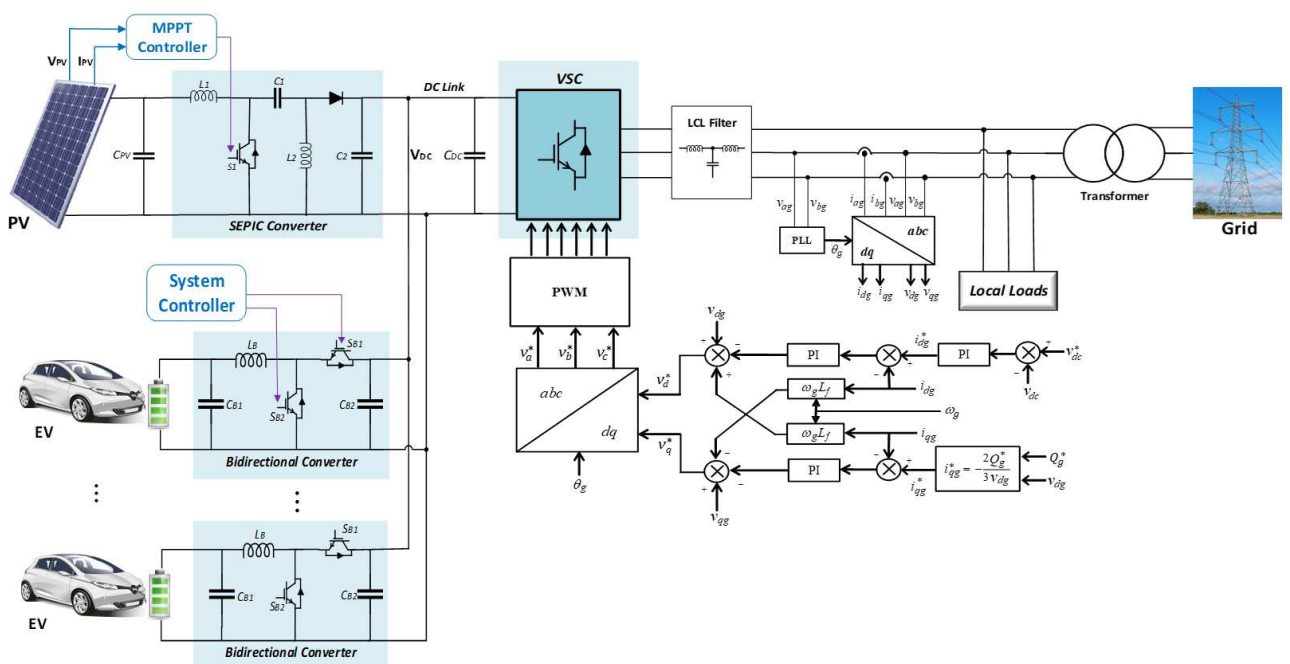 MPPT
Controller
VPV
IPV
PV
CPV
L1
C1
S1
L2
C2
SEPIC Converter
DC Link
VDC
CDC
VSC
LCL Filter
vag
vbg
iag
ibg
vag
vbg
PLL
θg
abc
dq
idg
iqg
vdg
vqg
Local Loads
Transformer
Grid
System
Controller
EV
CB1
LB
SB2
SB1
CB2
Bidirectional Converter
EV
CB1
LB
SB2
SB1
CB2
Bidirectional Converter
PWM
va*
vb*
vc*
abc
dq
θg
vd*
vq*
vdg
÷
−
÷
PI
idg*
÷
−
PI
÷
vdc*
−
vdc
ωgLf
idg
ωg
ωgLf
iqg
−
÷
−
vqg
PI
−
÷
iqg*
iqg* = − 2Qg* / 3vdg
Qg*
vdg